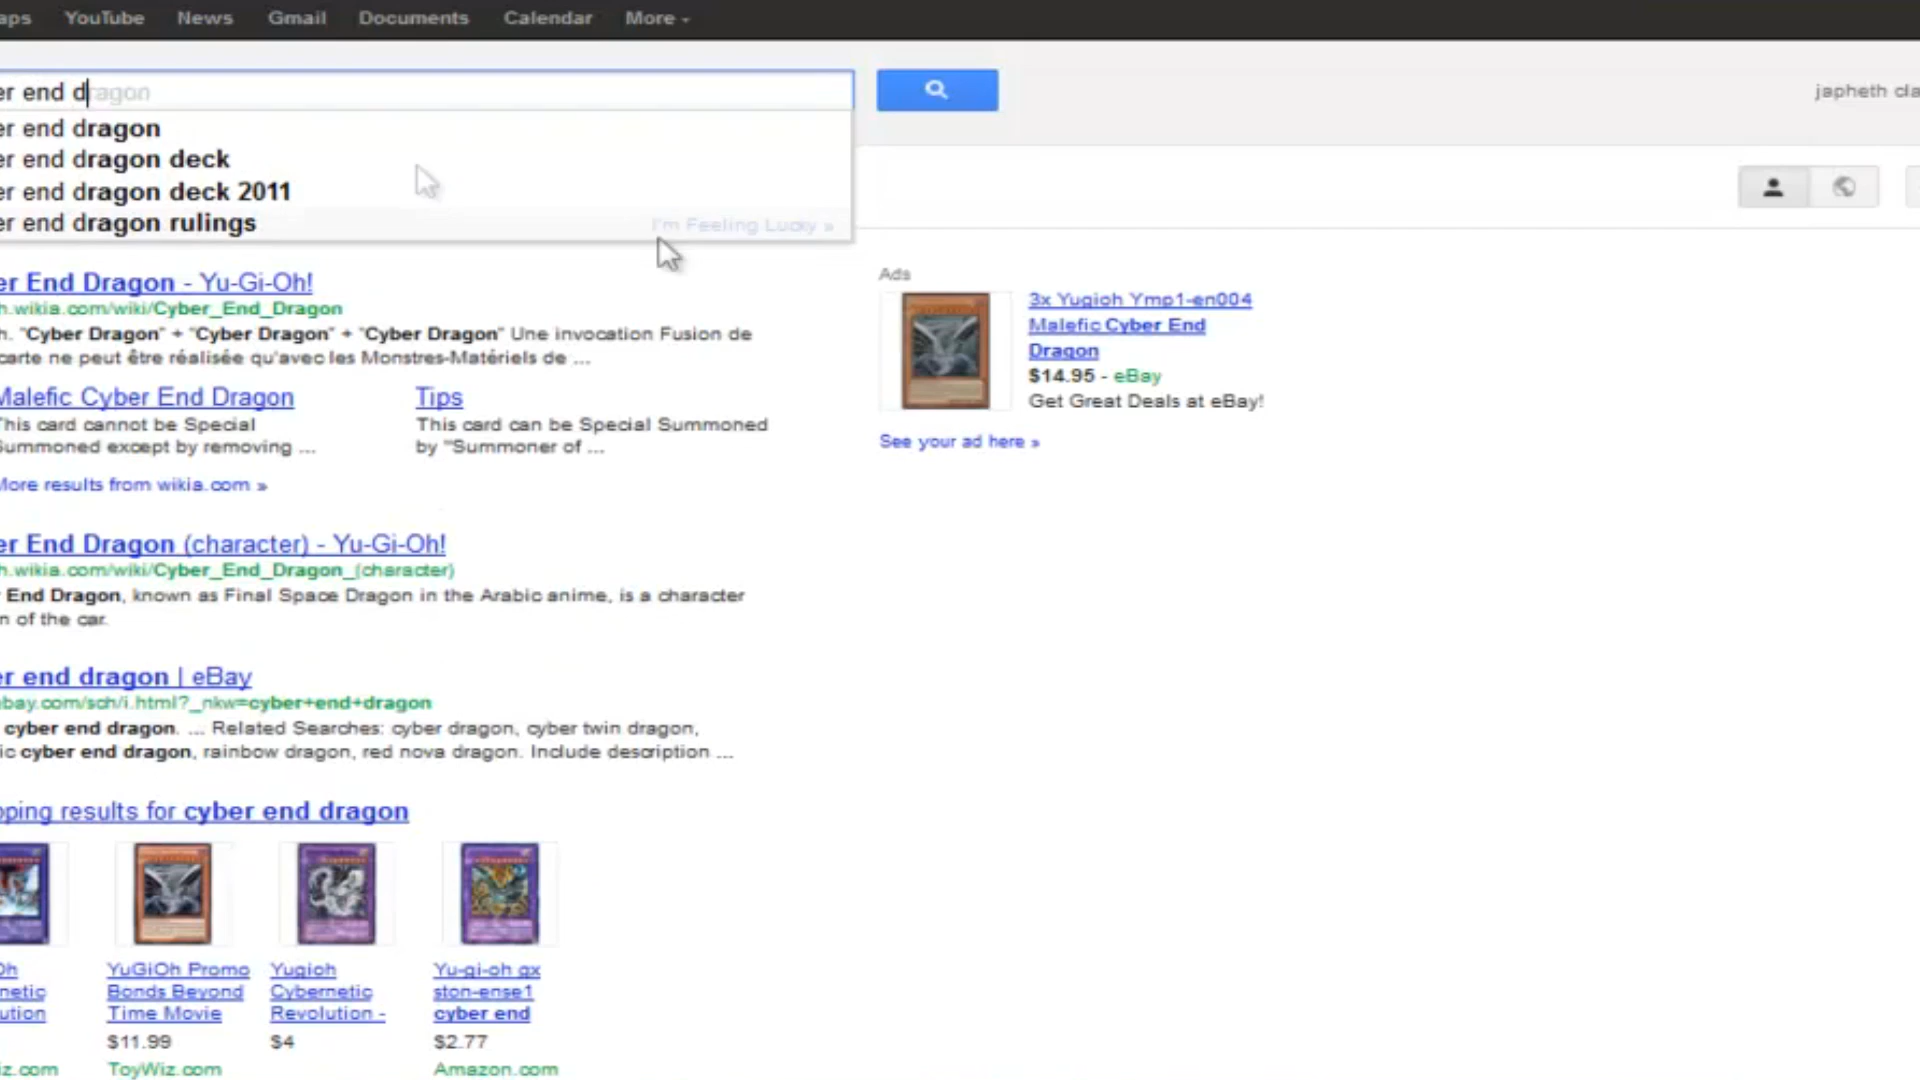 aps YouTube News Gmail Documents Calendar More
er end dragon
japheth cla
er end dragon
er end dragon deck
er end dragon deck 2011
er end dragon rulings
I'm Feeling Lucky »
er End Dragon - Yu-Gi-Oh!
h.wikia.com/wiki/Cyber_End_Dragon
h. "Cyber Dragon" + "Cyber Dragon" + "Cyber Dragon" Une invocation Fusion de
carte ne peut être réalisée qu'avec les Monstres-Matériels de ...
Malefic Cyber End Dragon
This card cannot be Special
Summoned except by removing ...
Tips
This card can be Special Summoned
by "Summoner of ...
More results from wikia.com »
er End Dragon (character) - Yu-Gi-Oh!
h.wikia.com/wiki/Cyber_End_Dragon_(character)
End Dragon, known as Final Space Dragon in the Arabic anime, is a character
n of the car.
er end dragon | eBay
bay.com/sch/i.html?_nkw=cyber+end+dragon
cyber end dragon. ... Related Searches: cyber dragon, cyber twin dragon,
ic cyber end dragon, rainbow dragon, red nova dragon. Include description ...
pping results for cyber end dragon
Oh
netic
ution
iz.com
YuGiOh Promo
Bonds Beyond
Time Movie
$11.99
ToyWiz.com
Yugioh
Cybernetic
Revolution -
$4
Yu-gi-oh gx
ston-ense1
cyber end
$2.77
Amazon.com
Ads
3x Yugioh Ymp1-en004
Malefic Cyber End
Dragon
$14.95 - eBay
Get Great Deals at eBay!
See your ad here »